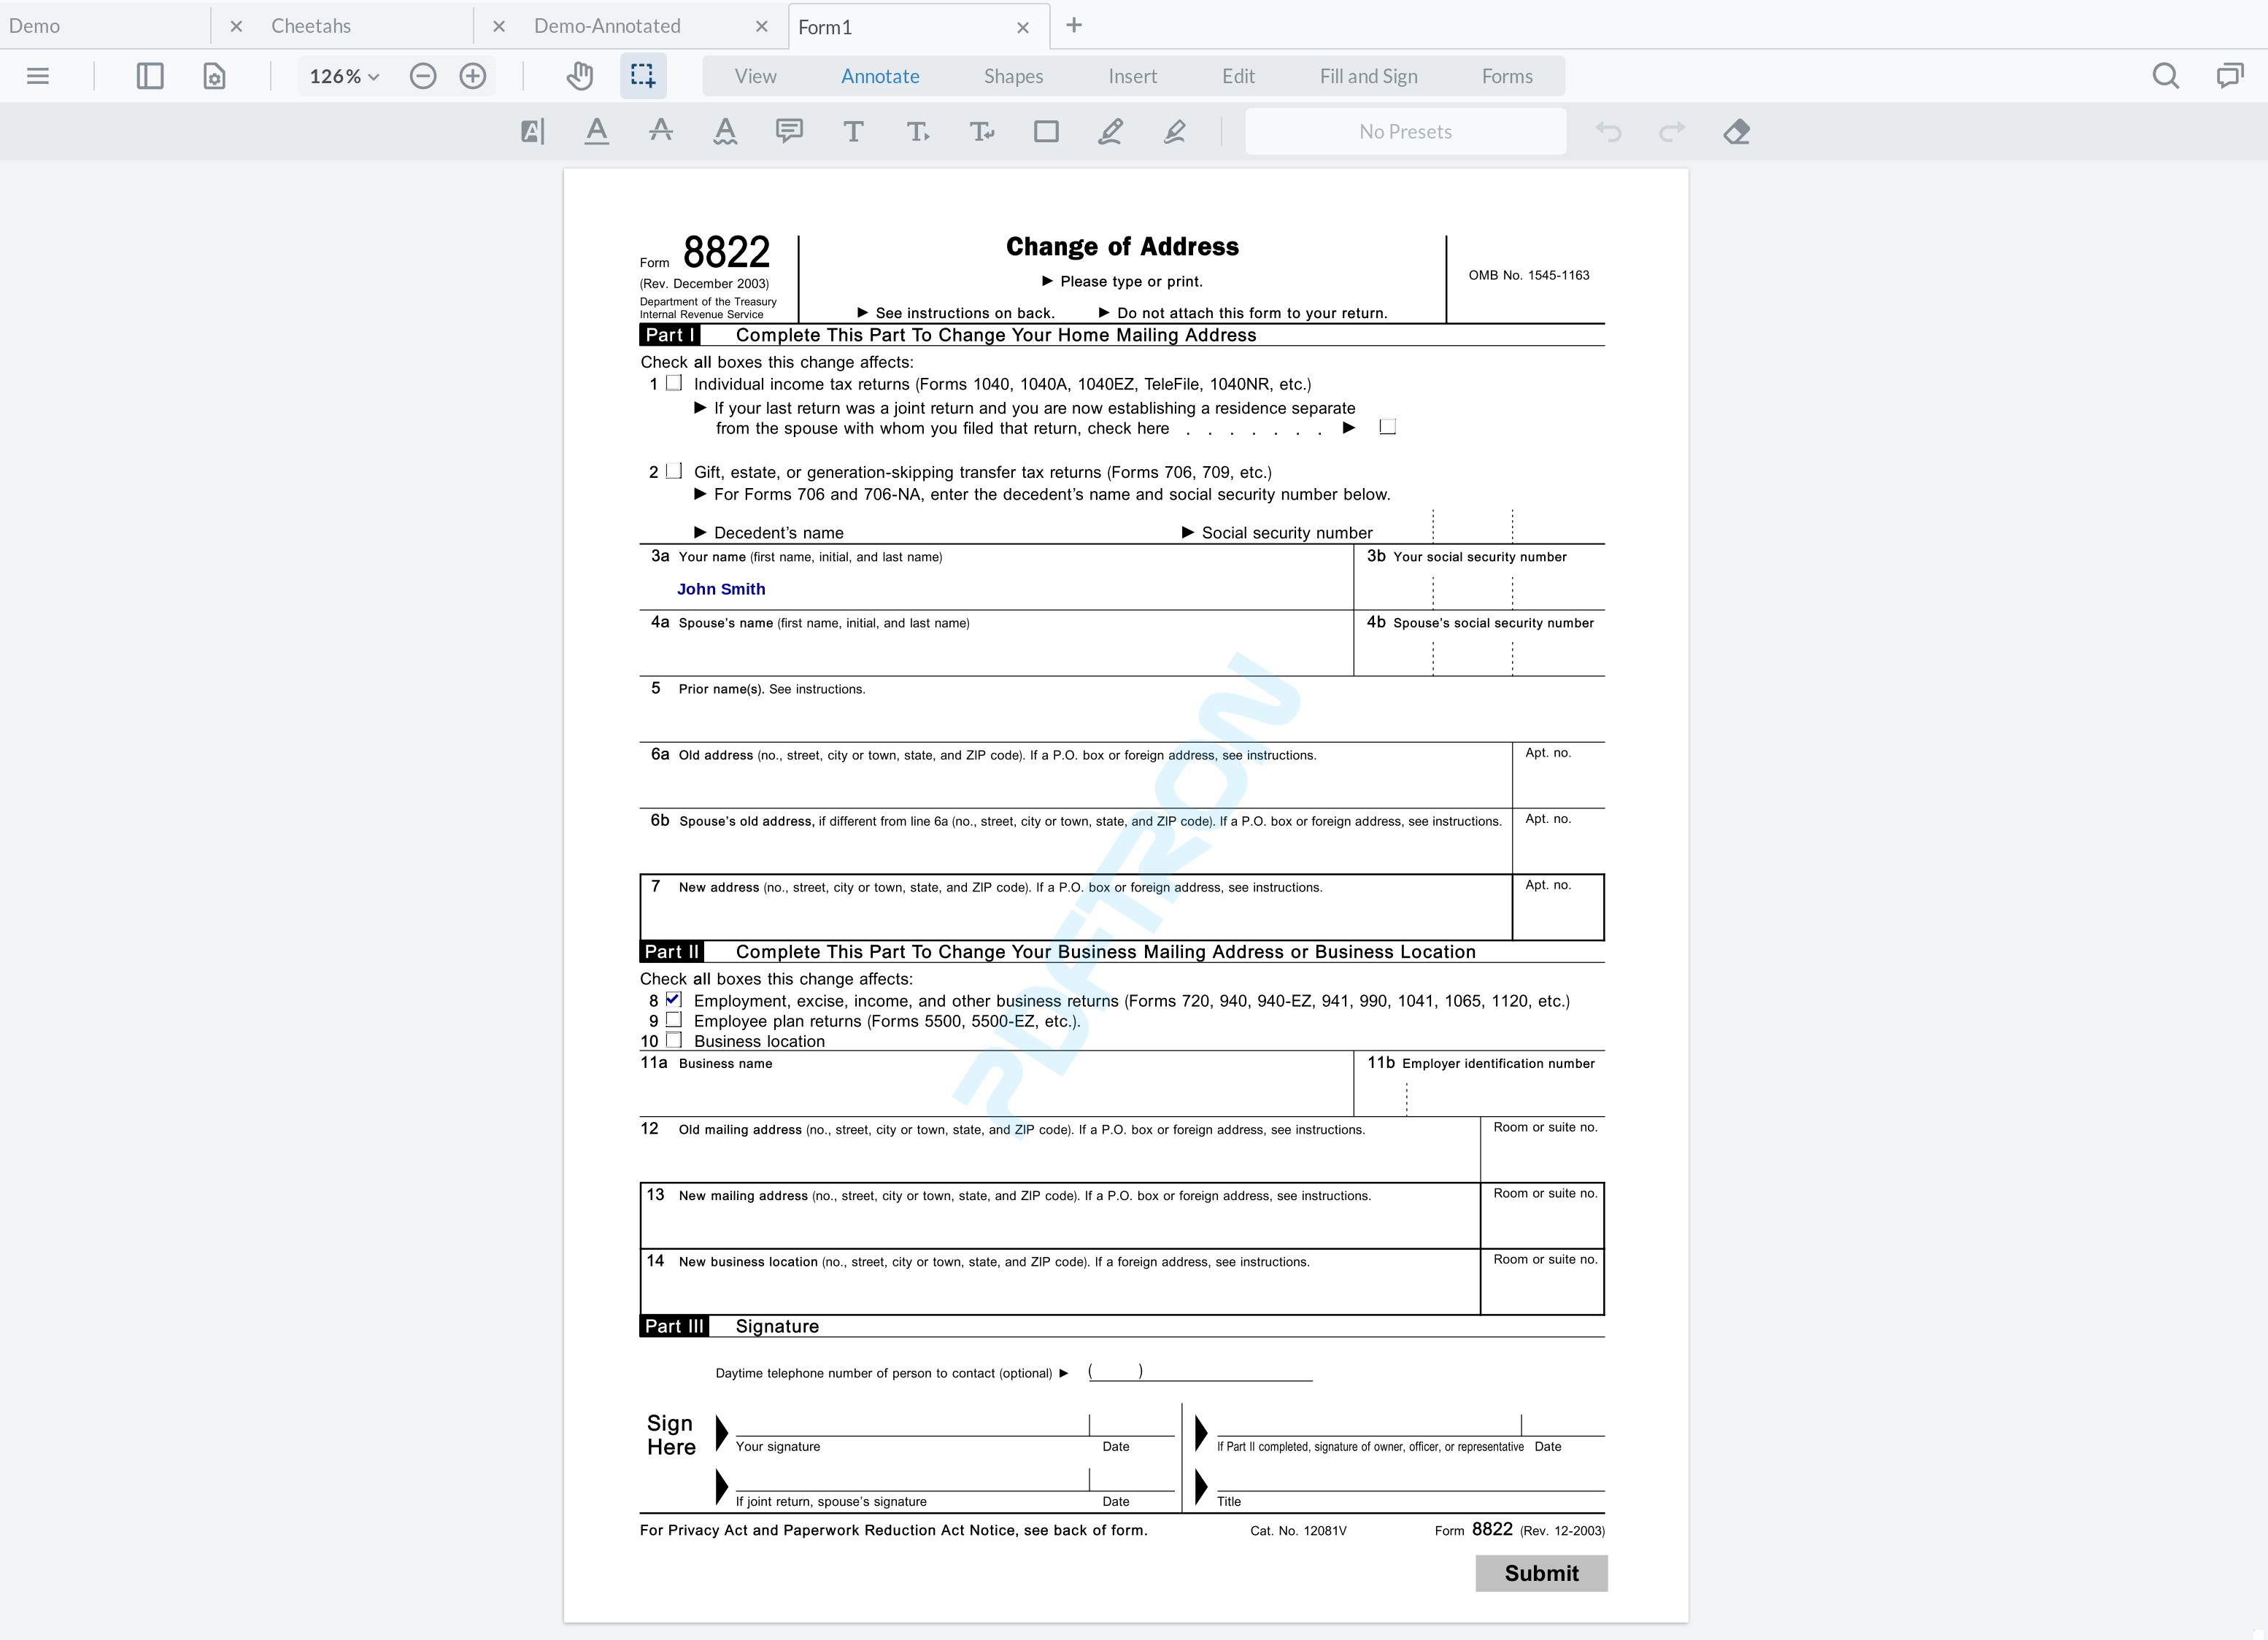 Demo
Cheetahs
Demo-Annotated
Form1
126%
View
Annotate
Shapes
Insert
Edit
Fill and Sign
Forms
No Presets
Form 8822
(Rev. December 2003)
Department of the Treasury
Internal Revenue Service
Change of Address
► Please type or print.
► See instructions on back. ► Do not attach this form to your return.
OMB No. 1545-1163
Part I Complete This Part To Change Your Home Mailing Address
Check all boxes this change affects:
1 Individual income tax returns (Forms 1040, 1040A, 1040EZ, TeleFile, 1040NR, etc.)
► If your last return was a joint return and you are now establishing a residence separate
from the spouse with whom you filed that return, check here . . . . . . . ►
2 Gift, estate, or generation-skipping transfer tax returns (Forms 706, 709, etc.)
► For Forms 706 and 706-NA, enter the decedent's name and social security number below.
► Decedent's name ► Social security number
3a Your name (first name, initial, and last name) 3b Your social security number
John Smith
4a Spouse's name (first name, initial, and last name) 4b Spouse's social security number
5 Prior name(s). See instructions.
6a Old address (no., street, city or town, state, and ZIP code). If a P.O. box or foreign address, see instructions. Apt. no.
6b Spouse's old address, if different from line 6a (no., street, city or town, state, and ZIP code). If a P.O. box or foreign address, see instructions. Apt. no.
7 New address (no., street, city or town, state, and ZIP code). If a P.O. box or foreign address, see instructions. Apt. no.
PDFTRON
Part II Complete This Part To Change Your Business Mailing Address or Business Location
Check all boxes this change affects:
8 Employment, excise, income, and other business returns (Forms 720, 940, 940-EZ, 941, 990, 1041, 1065, 1120, etc.)
9 Employee plan returns (Forms 5500, 5500-EZ, etc.).
10 Business location
11a Business name 11b Employer identification number
12 Old mailing address (no., street, city or town, state, and ZIP code). If a P.O. box or foreign address, see instructions. Room or suite no.
13 New mailing address (no., street, city or town, state, and ZIP code). If a P.O. box or foreign address, see instructions. Room or suite no.
14 New business location (no., street, city or town, state, and ZIP code). If a foreign address, see instructions. Room or suite no.
Part III Signature
Daytime telephone number of person to contact (optional) ► ( )
Sign
Here
Your signature Date If Part II completed, signature of owner, officer, or representative Date
If joint return, spouse's signature Date Title
For Privacy Act and Paperwork Reduction Act Notice, see back of form. Cat. No. 12081V Form 8822 (Rev. 12-2003)
Submit